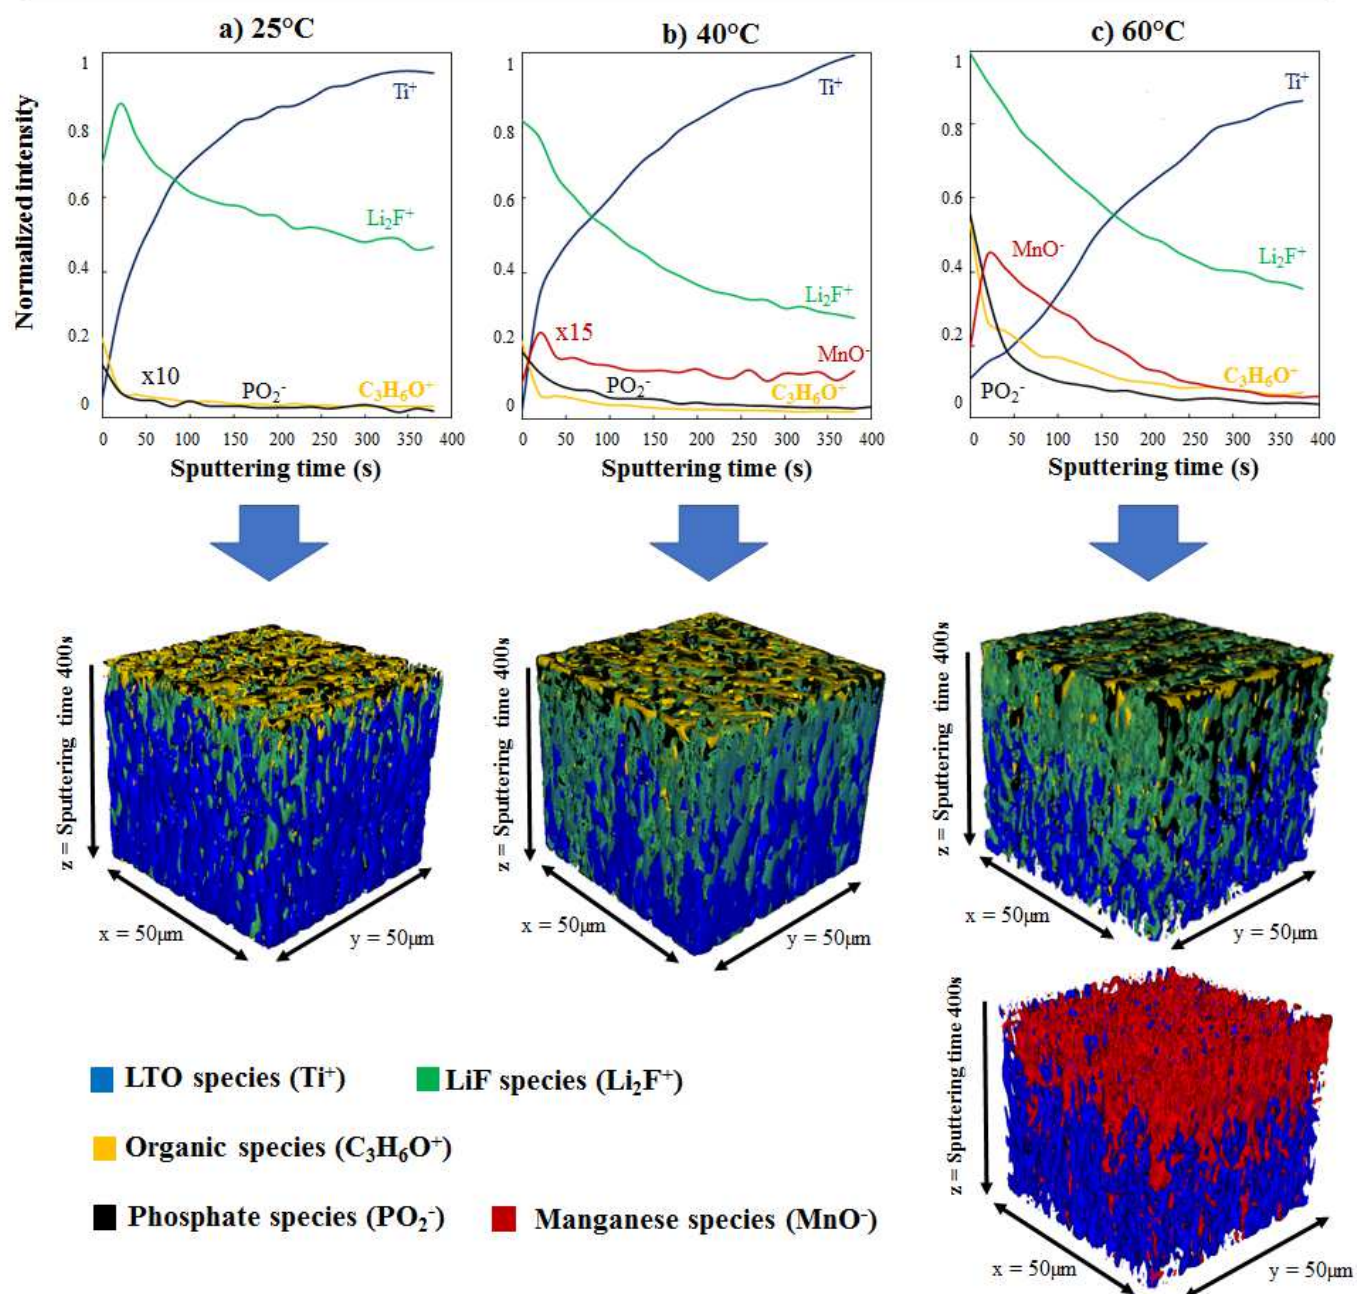 a) 25°C
b) 40°C
c) 60°C
Normalized intensity
1
0.8
0.6
0.4
0.2
0
Ti⁺
Li₂F⁺
x10
PO₂⁻
C₃H₆O⁺
0 50 100 150 200 250 300 350 400
Sputtering time (s)
1
0.8
0.6
0.4
0.2
0
Ti⁺
Li₂F⁺
x15
MnO⁻
PO₂⁻
C₃H₆O⁺
0 50 100 150 200 250 300 350 400
Sputtering time (s)
1
0.8
0.6
0.4
0.2
0
Ti⁺
MnO⁻
Li₂F⁺
C₃H₆O⁺
PO₂⁻
0 50 100 150 200 250 300 350 400
Sputtering time (s)
z = Sputtering time 400s
x = 50µm
y = 50µm
z = Sputtering time 400s
x = 50µm
y = 50µm
z = Sputtering time 400s
x = 50µm
y = 50µm
z = Sputtering time 400s
x = 50µm
y = 50µm
LTO species (Ti⁺)
LiF species (Li₂F⁺)
Organic species (C₃H₆O⁺)
Phosphate species (PO₂⁻)
Manganese species (MnO⁻)